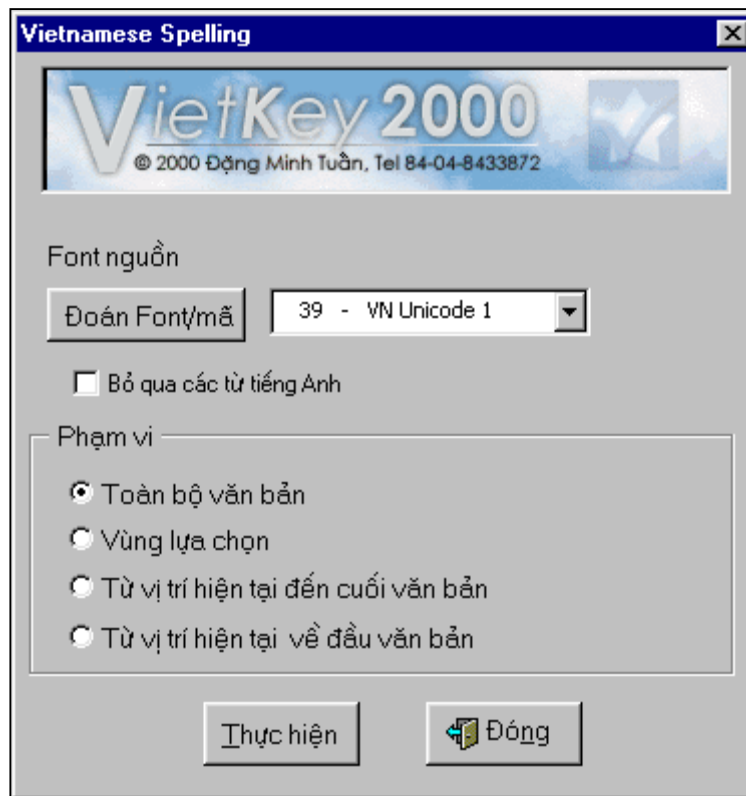 Vietnamese Spelling
VietKey 2000
© 2000 Đặng Minh Tuấn, Tel 84-04-8433872
Font nguồn
Đoán Font/mã 39 - VN Unicode 1
Bỏ qua các từ tiếng Anh
Phạm vi
Toàn bộ văn bản
Vùng lựa chọn
Từ vị trí hiện tại đến cuối văn bản
Từ vị trí hiện tại về đầu văn bản
Thực hiện Đóng